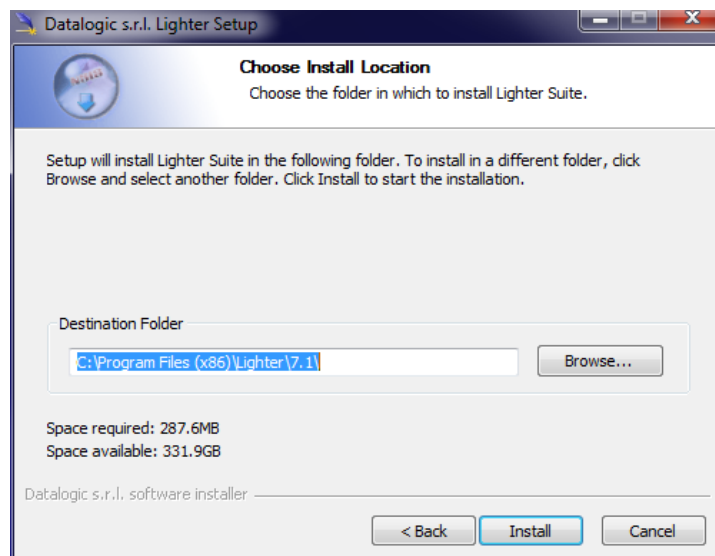 Datalogic s.r.l. Lighter Setup
Choose Install Location
Choose the folder in which to install Lighter Suite.
Setup will install Lighter Suite in the following folder. To install in a different folder, click
Browse and select another folder. Click Install to start the installation.
Destination Folder
C:\Program Files (x86)\Lighter\7.1\
Browse...
Space required: 287.6MB
Space available: 331.9GB
Datalogic s.r.l. software installer
< Back
Install
Cancel